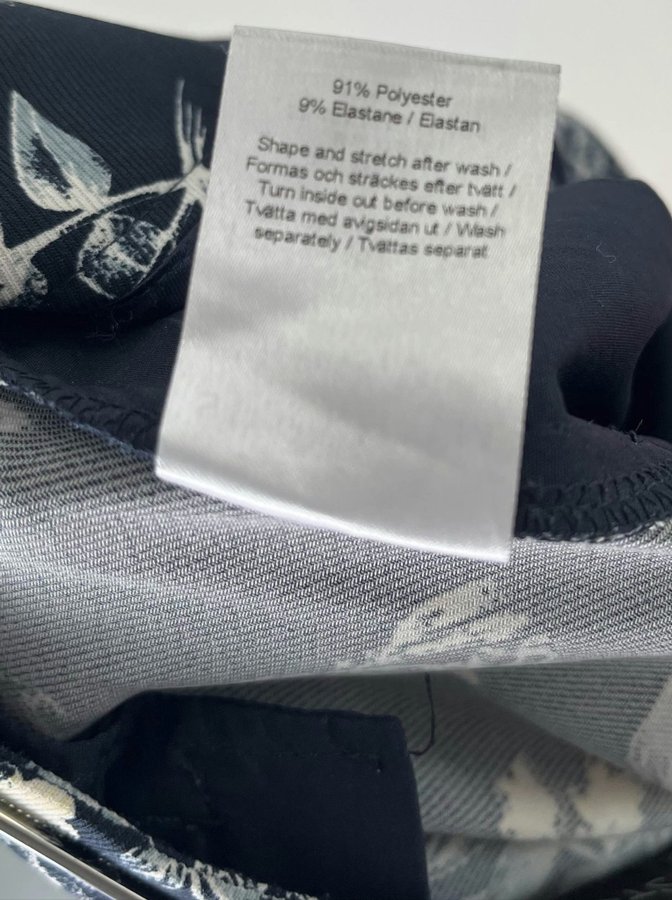 91% Polyester
9% Elastane / Elastan
Shape and stretch after wash /
Formas och sträckes efter tvätt /
Turn inside out before wash /
Tvätta med avigsidan ut / Wash
separately / Tvättas separat